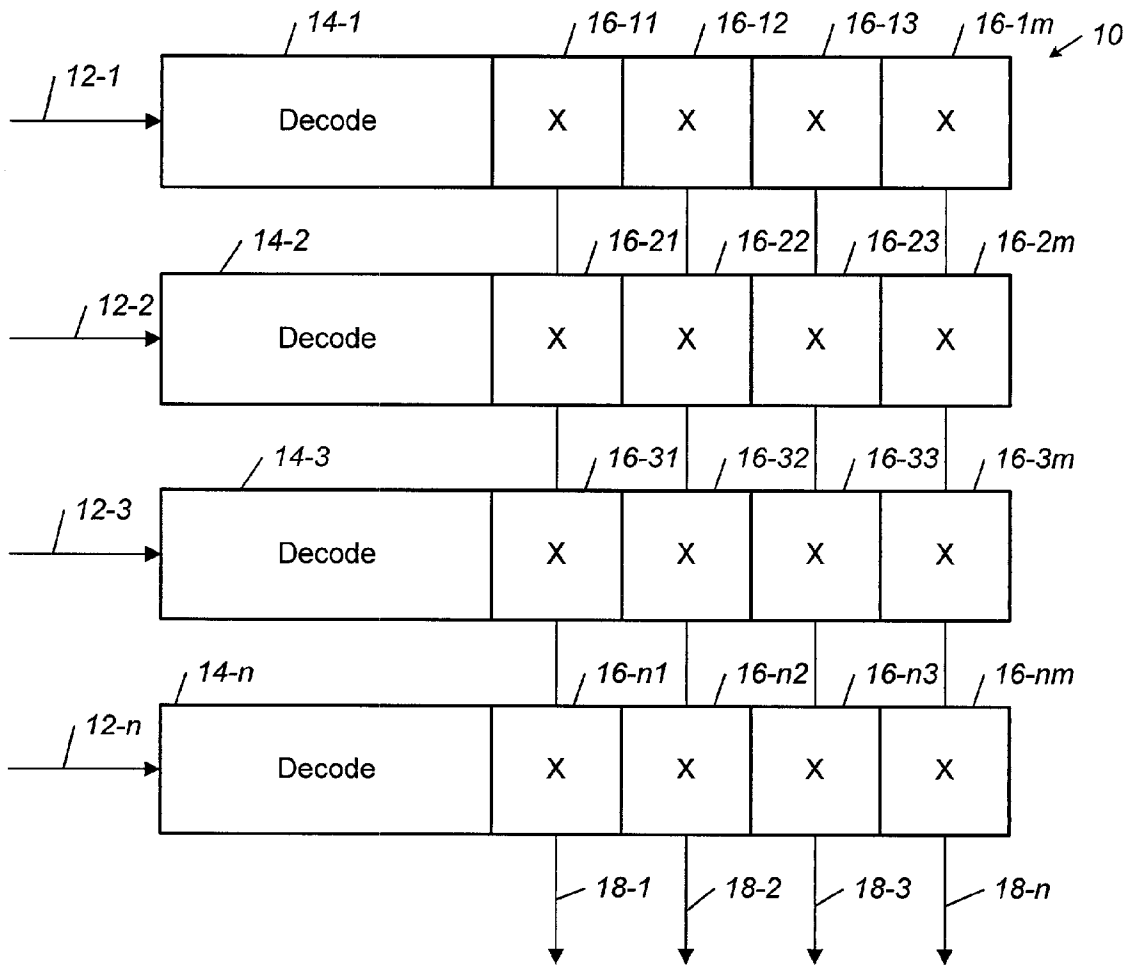 14-1 16-11 16-12 16-13 16-1m 10
12-1
Decode X X X X
14-2 16-21 16-22 16-23 16-2m
12-2
Decode X X X X
14-3 16-31 16-32 16-33 16-3m
12-3
Decode X X X X
14-n 16-n1 16-n2 16-n3 16-nm
12-n
Decode X X X X
18-1 18-2 18-3 18-n